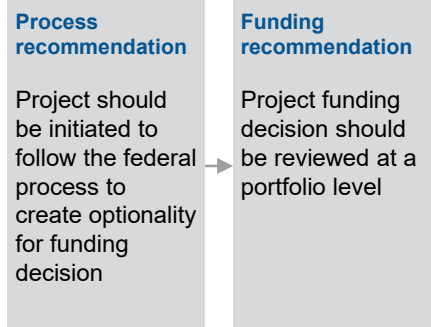 Process
recommendation
Project should
be initiated to
follow the federal
process to
create optionality
for funding
decision
Funding
recommendation
Project funding
decision should
be reviewed at a
portfolio level